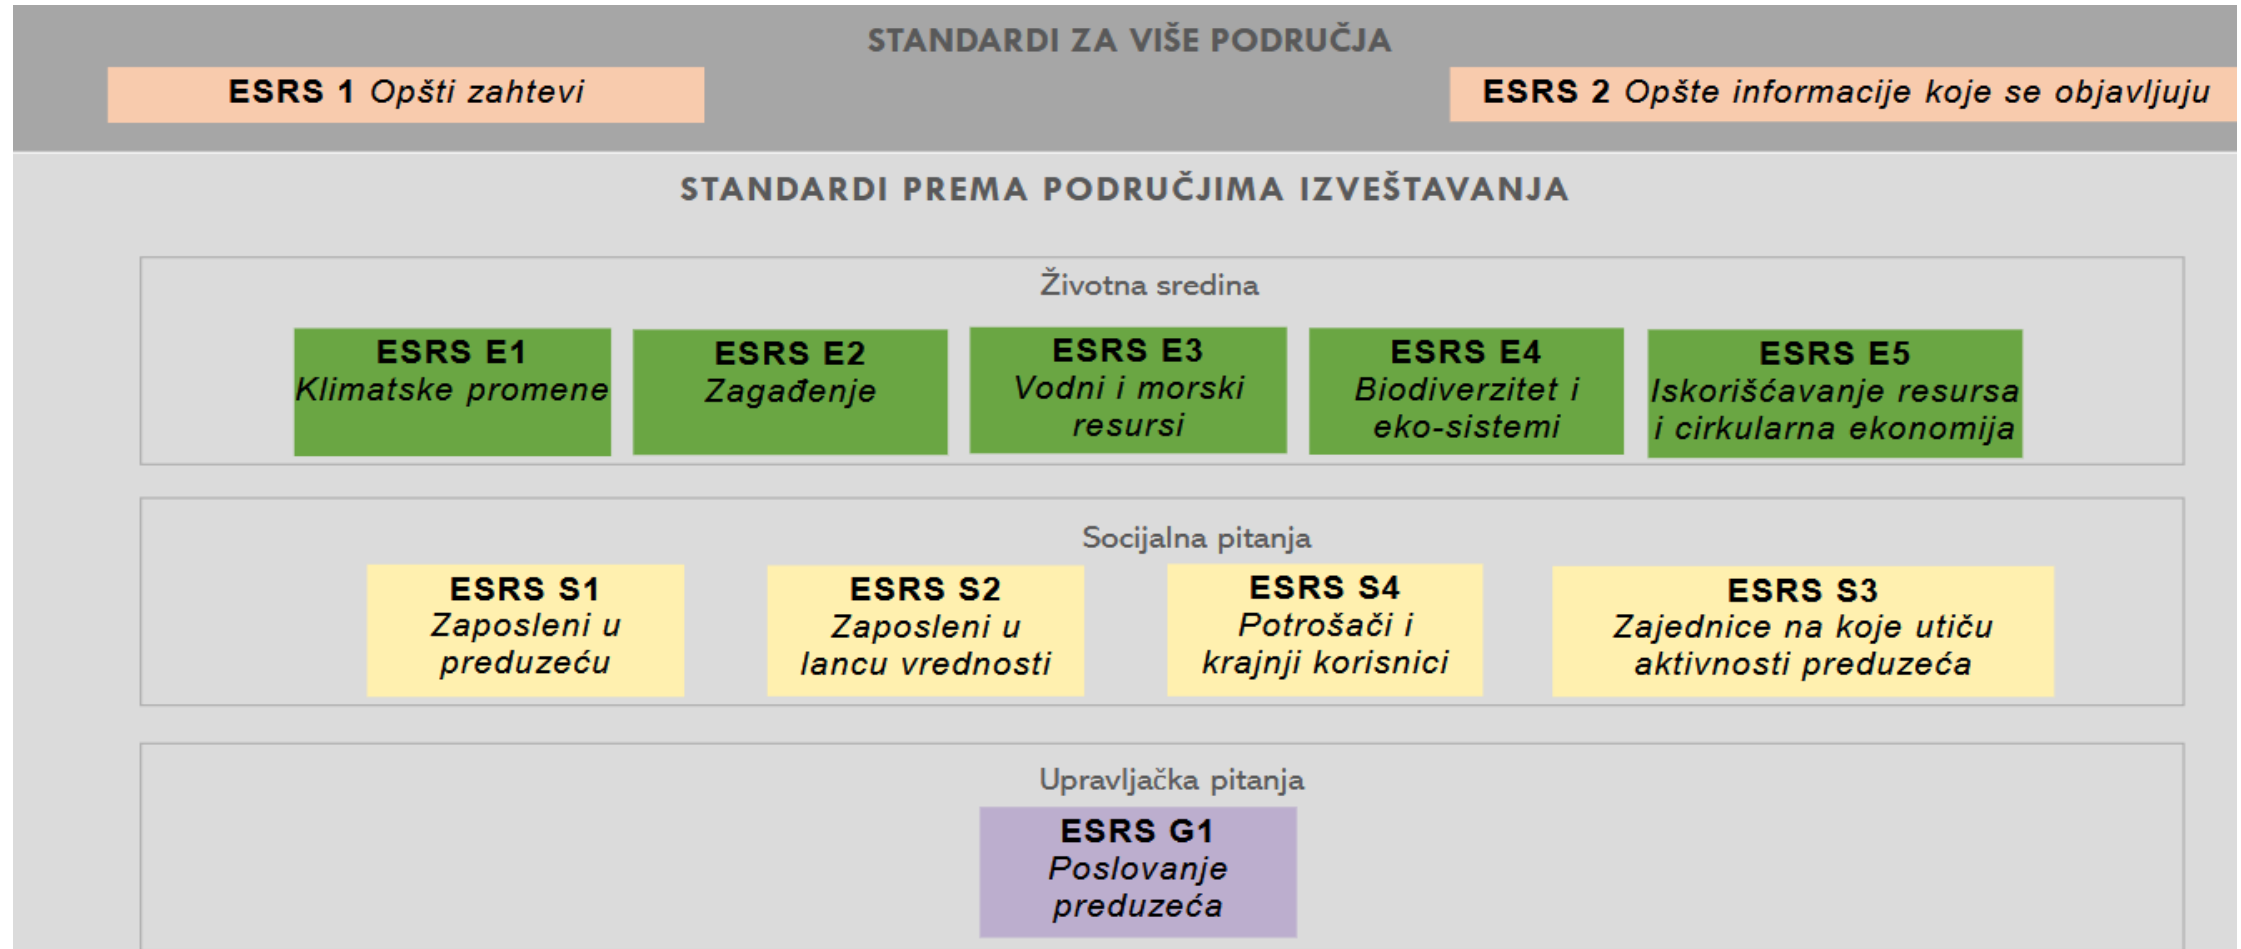 STANDARDI ZA VIŠE PODRUČJA
ESRS 1 Opšti zahtevi
ESRS 2 Opšte informacije koje se objavljuju
STANDARDI PREMA PODRUČJIMA IZVEŠTAVANJA
Životna sredina
ESRS E1
Klimatske promene
ESRS E2
Zagađenje
ESRS E3
Vodni i morski
resursi
ESRS E4
Biodiverzitet i
eko-sistemi
ESRS E5
Iskorišćavanje resursa
i cirkularna ekonomija
Socijalna pitanja
ESRS S1
Zaposleni u
preduzeću
ESRS S2
Zaposleni u
lancu vrednosti
ESRS S4
Potrošači i
krajnji korisnici
ESRS S3
Zajednice na koje utiču
aktivnosti preduzeća
Upravljačka pitanja
ESRS G1
Poslovanje
preduzeća